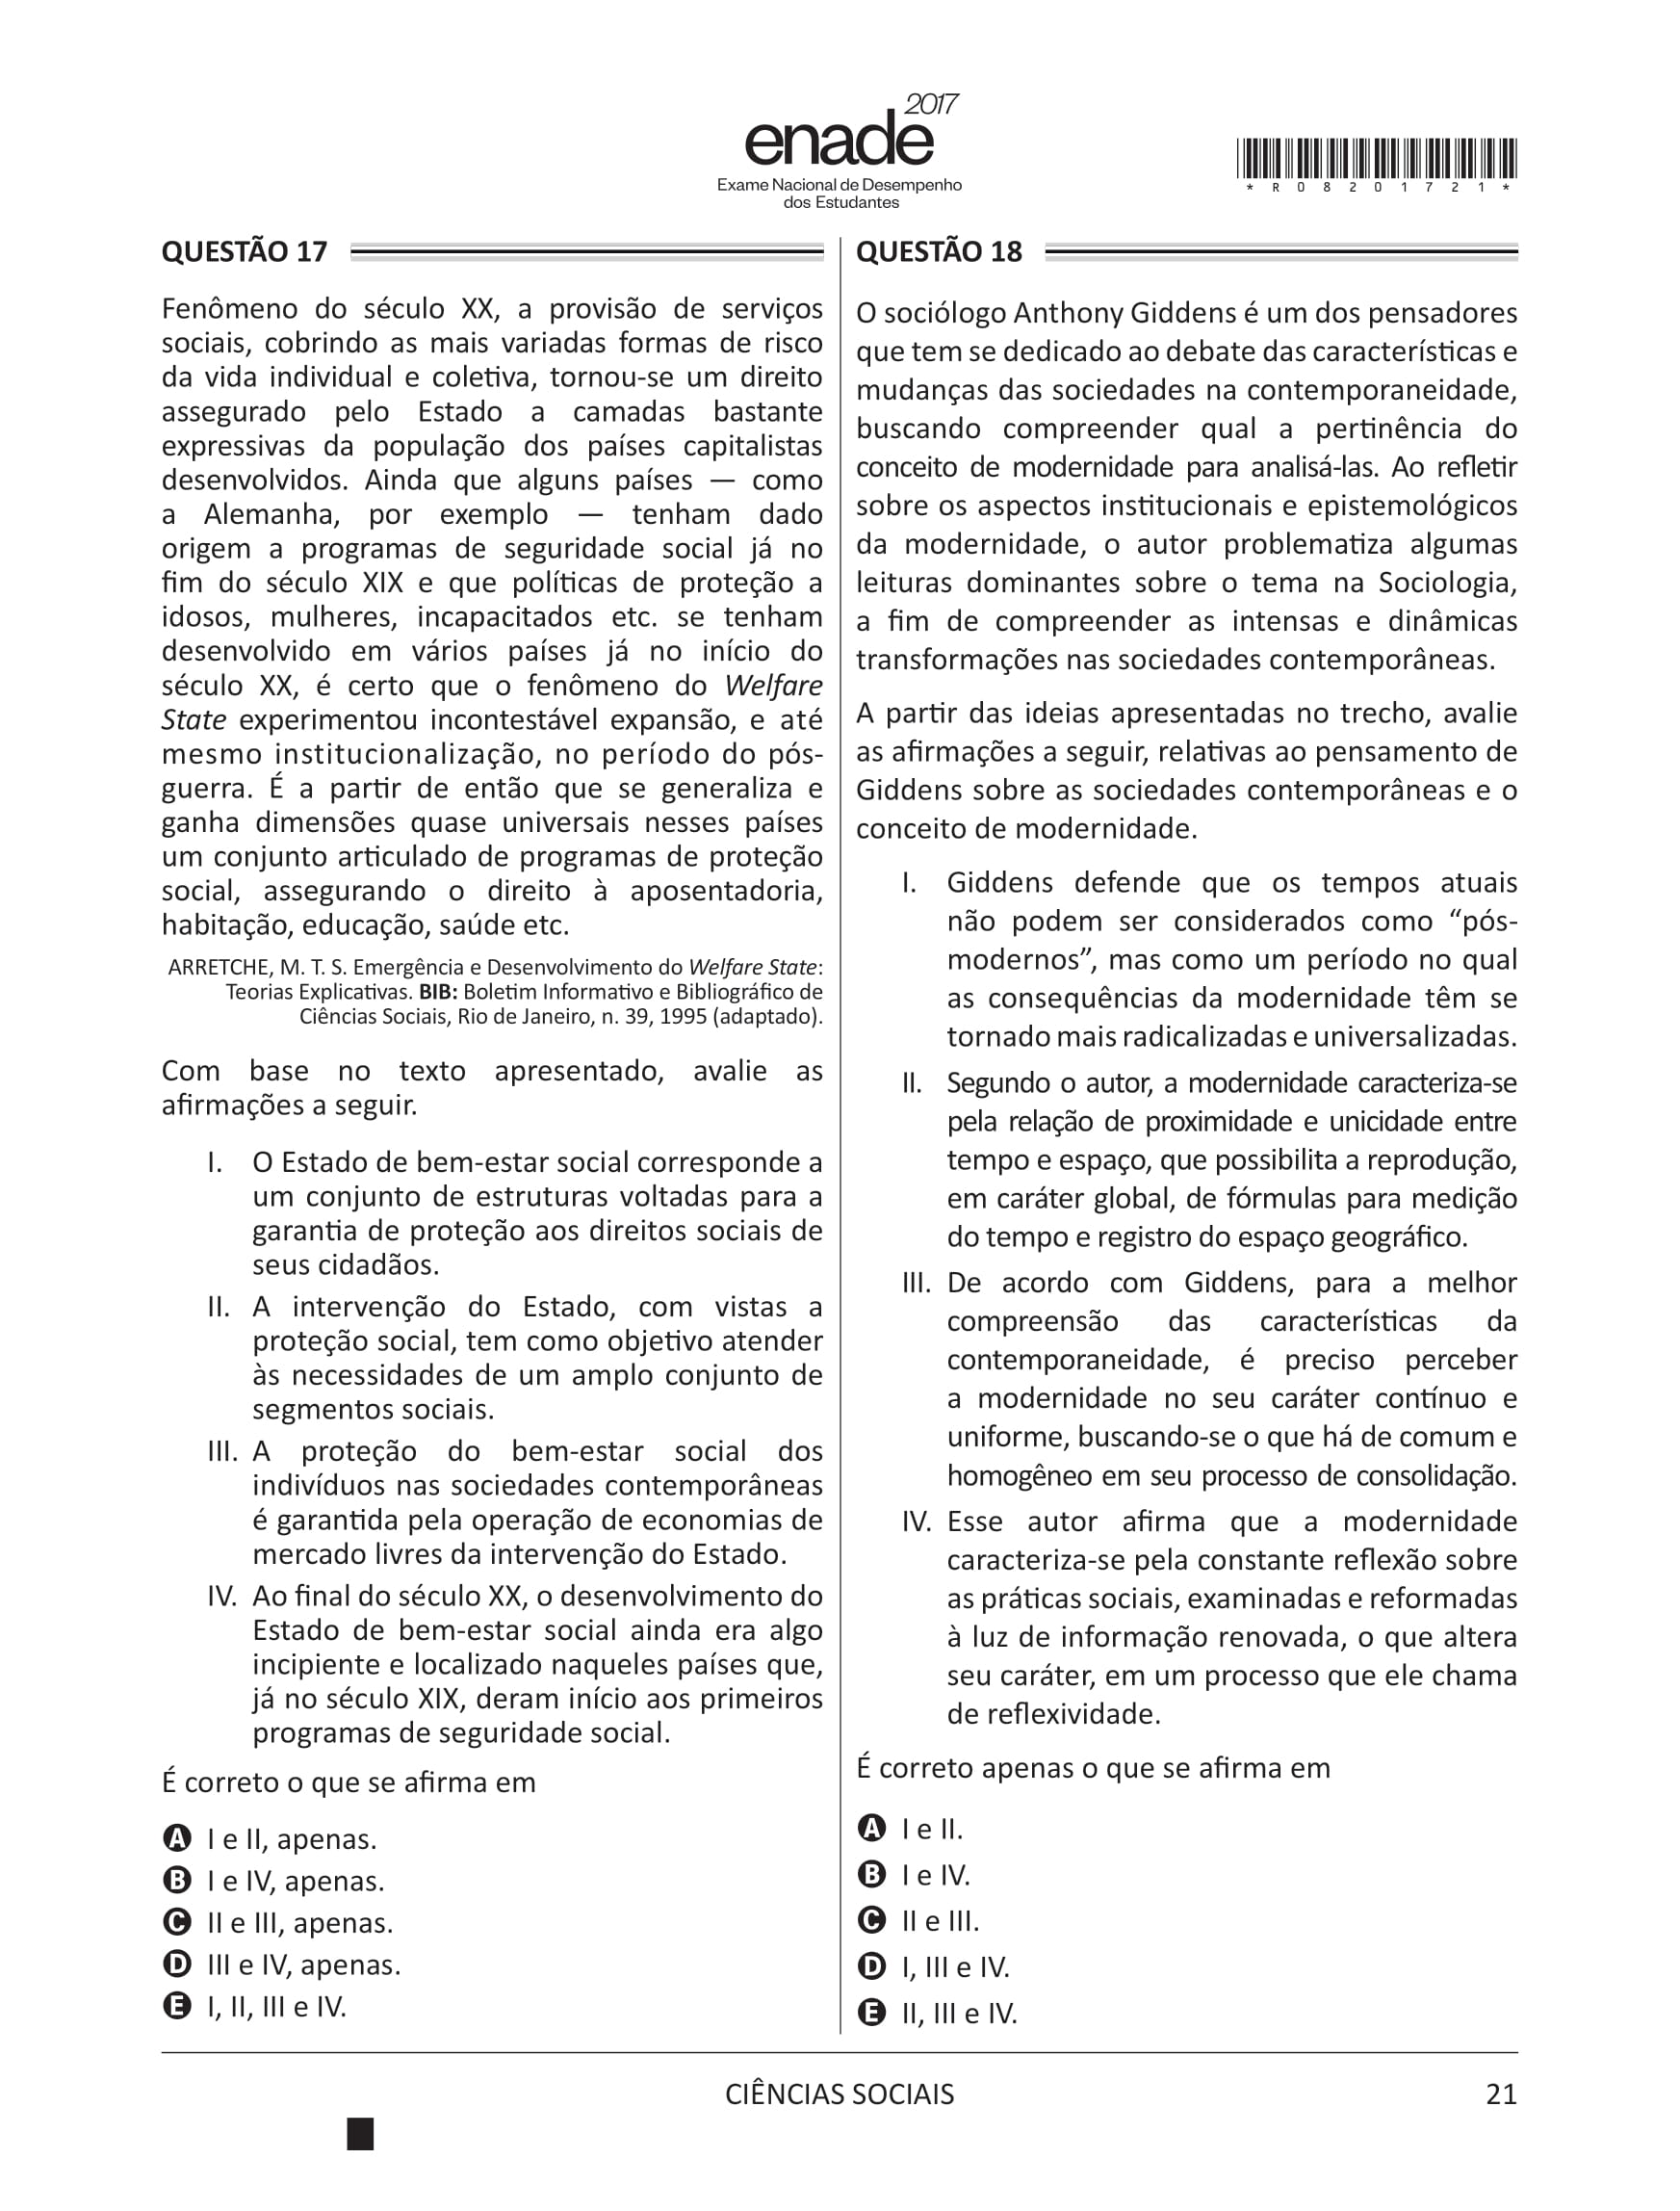 enade 2017
Exame Nacional de Desempenho
dos Estudantes
* R 0 8 2 0 1 7 2 1 *
QUESTÃO 17
Fenômeno do século XX, a provisão de serviços
sociais, cobrindo as mais variadas formas de risco
da vida individual e coletiva, tornou-se um direito
assegurado pelo Estado a camadas bastante
expressivas da população dos países capitalistas
desenvolvidos. Ainda que alguns países — como
a Alemanha, por exemplo — tenham dado
origem a programas de seguridade social já no
fim do século XIX e que políticas de proteção a
idosos, mulheres, incapacitados etc. se tenham
desenvolvido em vários países já no início do
século XX, é certo que o fenômeno do Welfare
State experimentou incontestável expansão, e até
mesmo institucionalização, no período do pós-
guerra. É a partir de então que se generaliza e
ganha dimensões quase universais nesses países
um conjunto articulado de programas de proteção
social, assegurando o direito à aposentadoria,
habitação, educação, saúde etc.
ARRETCHE, M. T. S. Emergência e Desenvolvimento do Welfare State:
Teorias Explicativas. BIB: Boletim Informativo e Bibliográfico de
Ciências Sociais, Rio de Janeiro, n. 39, 1995 (adaptado).
Com base no texto apresentado, avalie as
afirmações a seguir.
I. O Estado de bem-estar social corresponde a
um conjunto de estruturas voltadas para a
garantia de proteção aos direitos sociais de
seus cidadãos.
II. A intervenção do Estado, com vistas a
proteção social, tem como objetivo atender
às necessidades de um amplo conjunto de
segmentos sociais.
III. A proteção do bem-estar social dos
indivíduos nas sociedades contemporâneas
é garantida pela operação de economias de
mercado livres da intervenção do Estado.
IV. Ao final do século XX, o desenvolvimento do
Estado de bem-estar social ainda era algo
incipiente e localizado naqueles países que,
já no século XIX, deram início aos primeiros
programas de seguridade social.
É correto o que se afirma em
A I e II, apenas.
B I e IV, apenas.
C II e III, apenas.
D III e IV, apenas.
E I, II, III e IV.
QUESTÃO 18
O sociólogo Anthony Giddens é um dos pensadores
que tem se dedicado ao debate das características e
mudanças das sociedades na contemporaneidade,
buscando compreender qual a pertinência do
conceito de modernidade para analisá-las. Ao refletir
sobre os aspectos institucionais e epistemológicos
da modernidade, o autor problematiza algumas
leituras dominantes sobre o tema na Sociologia,
a fim de compreender as intensas e dinâmicas
transformações nas sociedades contemporâneas.
A partir das ideias apresentadas no trecho, avalie
as afirmações a seguir, relativas ao pensamento de
Giddens sobre as sociedades contemporâneas e o
conceito de modernidade.
I. Giddens defende que os tempos atuais
não podem ser considerados como “pós-
modernos”, mas como um período no qual
as consequências da modernidade têm se
tornado mais radicalizadas e universalizadas.
II. Segundo o autor, a modernidade caracteriza-se
pela relação de proximidade e unicidade entre
tempo e espaço, que possibilita a reprodução,
em caráter global, de fórmulas para medição
do tempo e registro do espaço geográfico.
III. De acordo com Giddens, para a melhor
compreensão das características da
contemporaneidade, é preciso perceber
a modernidade no seu caráter contínuo e
uniforme, buscando-se o que há de comum e
homogêneo em seu processo de consolidação.
IV. Esse autor afirma que a modernidade
caracteriza-se pela constante reflexão sobre
as práticas sociais, examinadas e reformadas
à luz de informação renovada, o que altera
seu caráter, em um processo que ele chama
de reflexividade.
É correto apenas o que se afirma em
A I e II.
B I e IV.
C II e III.
D I, III e IV.
E II, III e IV.
CIÊNCIAS SOCIAIS
21